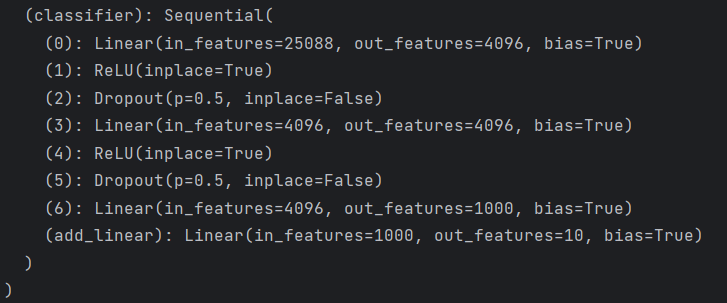 (classifier): Sequential(
(0): Linear(in_features=25088, out_features=4096, bias=True)
(1): ReLU(inplace=True)
(2): Dropout(p=0.5, inplace=False)
(3): Linear(in_features=4096, out_features=4096, bias=True)
(4): ReLU(inplace=True)
(5): Dropout(p=0.5, inplace=False)
(6): Linear(in_features=4096, out_features=1000, bias=True)
(add_linear): Linear(in_features=1000, out_features=10, bias=True)
)
)